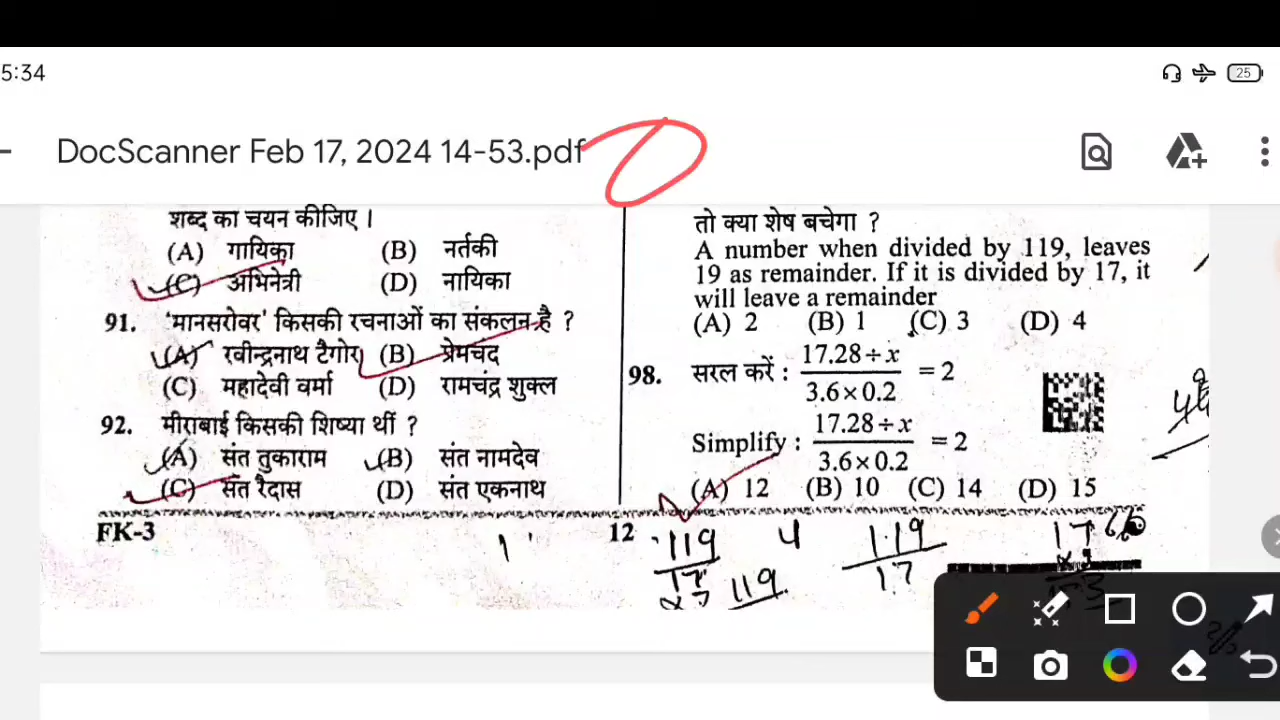 5:34
25
DocScanner Feb 17, 2024 14-53.pdf
शब्द का चयन कीजिए ।
(A) गायिका (B) नर्तकी
(C) अभिनेत्री (D) नायिका
91. 'मानसरोवर' किसकी रचनाओं का संकलन है ?
(A) रवीन्द्रनाथ टैगोर (B) प्रेमचंद
(C) महादेवी वर्मा (D) रामचंद्र शुक्ल
92. मीराबाई किसकी शिष्या थीं ?
(A) संत तुकाराम (B) संत नामदेव
(C) संत रैदास (D) संत एकनाथ
FK-3
12
तो क्या शेष बचेगा ?
A number when divided by 119, leaves
19 as remainder. If it is divided by 17, it
will leave a remainder
(A) 2 (B) 1 (C) 3 (D) 4
98. सरल करें : 17.28÷x / 3.6×0.2 = 2
Simplify : 17.28÷x / 3.6×0.2 = 2
(A) 12 (B) 10 (C) 14 (D) 15
119 4 119 17
17 119 17